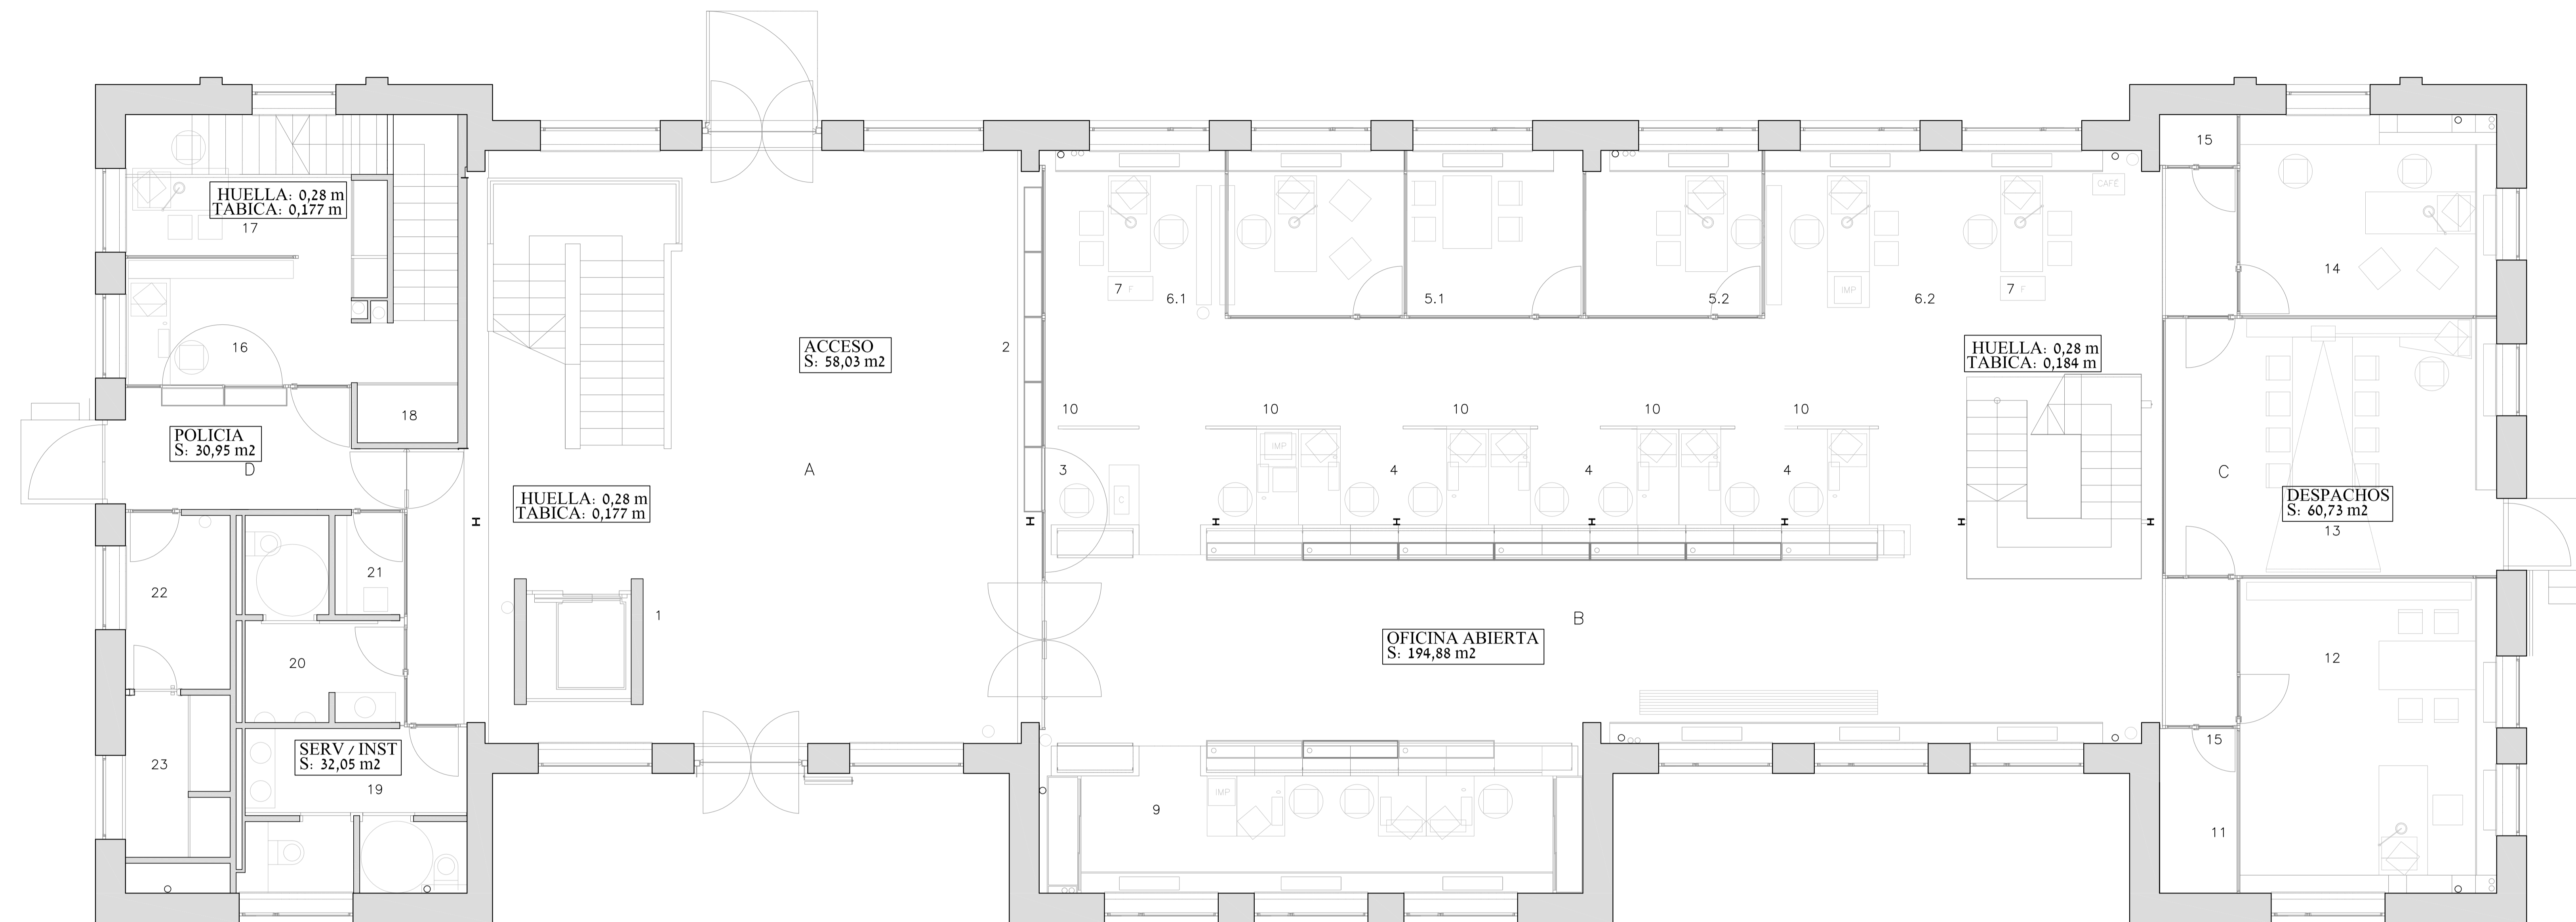 15
CAFÉ
HUELLA: 0,28 m
TABICA: 0,177 m
17
14
7 F
6.1
5.1
5.2
IMP
6.2
7 F
16
ACCESO
S: 58,03 m2
2
HUELLA: 0,28 m
TABICA: 0,184 m
18
10
10
10
10
10
POLICIA
S: 30,95 m2
D
A
IMP
3
4
4
4
C
C
HUELLA: 0,28 m
TABICA: 0,177 m
H
H
H
H
H
H
H
H
DESPACHOS
S: 60,73 m2
13
21
22
1
B
OFICINA ABIERTA
S: 194,88 m2
20
12
SERV / INST
S: 32,05 m2
15
23
19
IMP
9
11